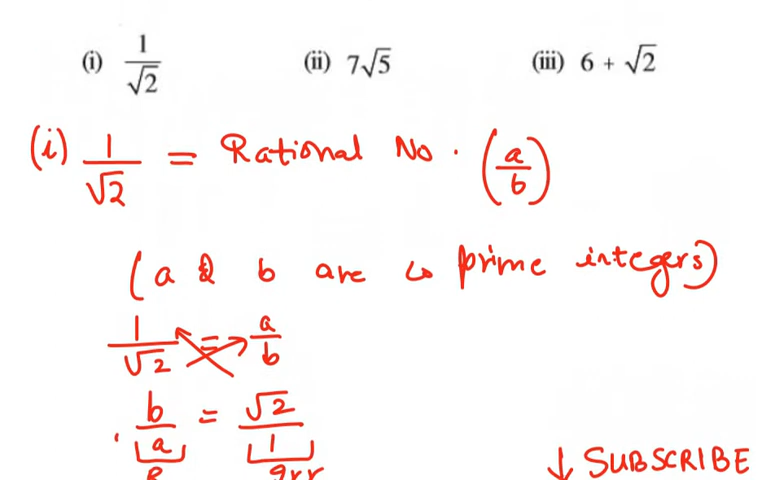 (i) 1/√2 (ii) 7√5 (iii) 6 + √2
(i) 1/√2 = Rational No. (a/b)
(a & b are co prime integers)
1/√2 = a/b
b/a = √2/1
↓ SUBSCRIBE